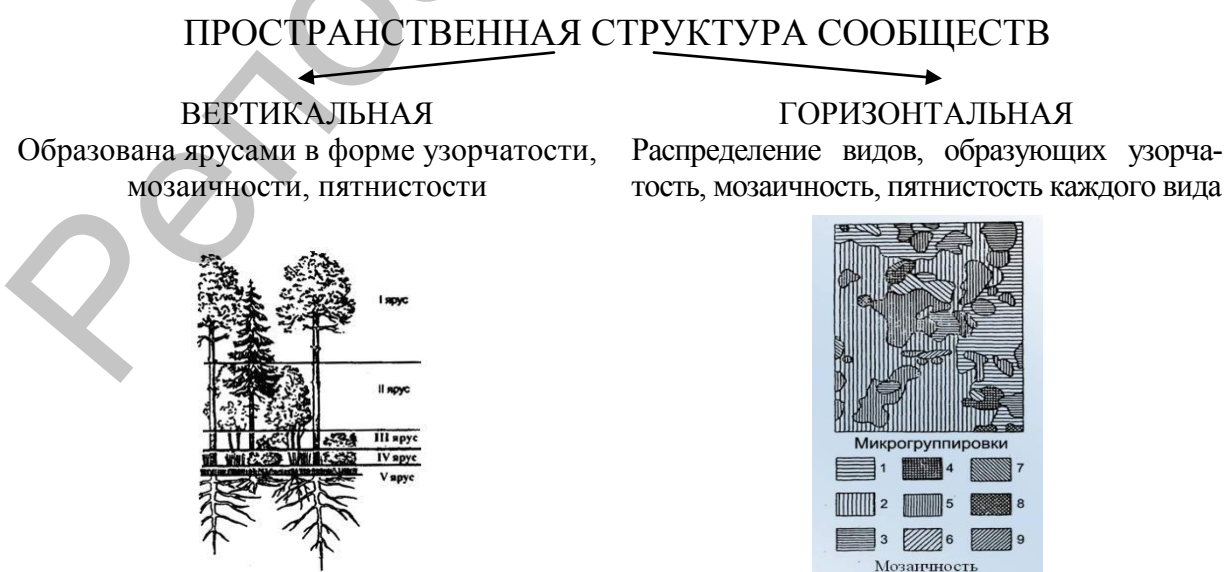 ПРОСТРАНСТВЕННАЯ СТРУКТУРА СООБЩЕСТВ
ВЕРТИКАЛЬНАЯ
Образована ярусами в форме узорчатости,
мозаичности, пятнистости
I ярус
II ярус
III ярус
IV ярус
V ярус
ГОРИЗОНТАЛЬНАЯ
Распределение видов, образующих узорча-
тость, мозаичность, пятнистость каждого вида
Микрогруппировки
1 4 7
2 5 8
3 6 9
Мозаичность